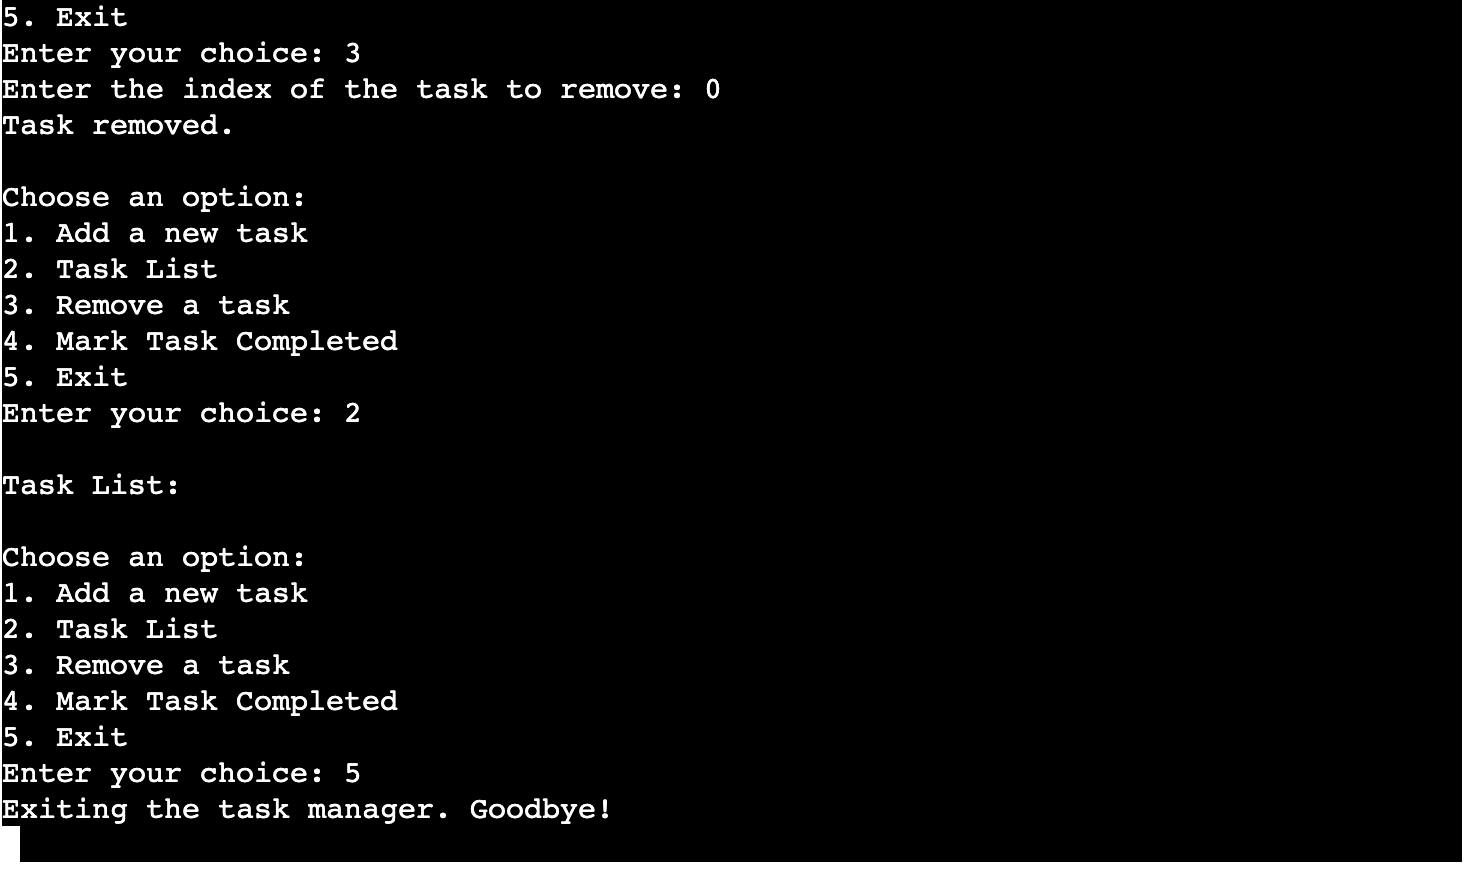 5. Exit
Enter your choice: 3
Enter the index of the task to remove: 0
Task removed.
Choose an option:
1. Add a new task
2. Task List
3. Remove a task
4. Mark Task Completed
5. Exit
Enter your choice: 2
Task List:
Choose an option:
1. Add a new task
2. Task List
3. Remove a task
4. Mark Task Completed
5. Exit
Enter your choice: 5
Exiting the task manager. Goodbye!